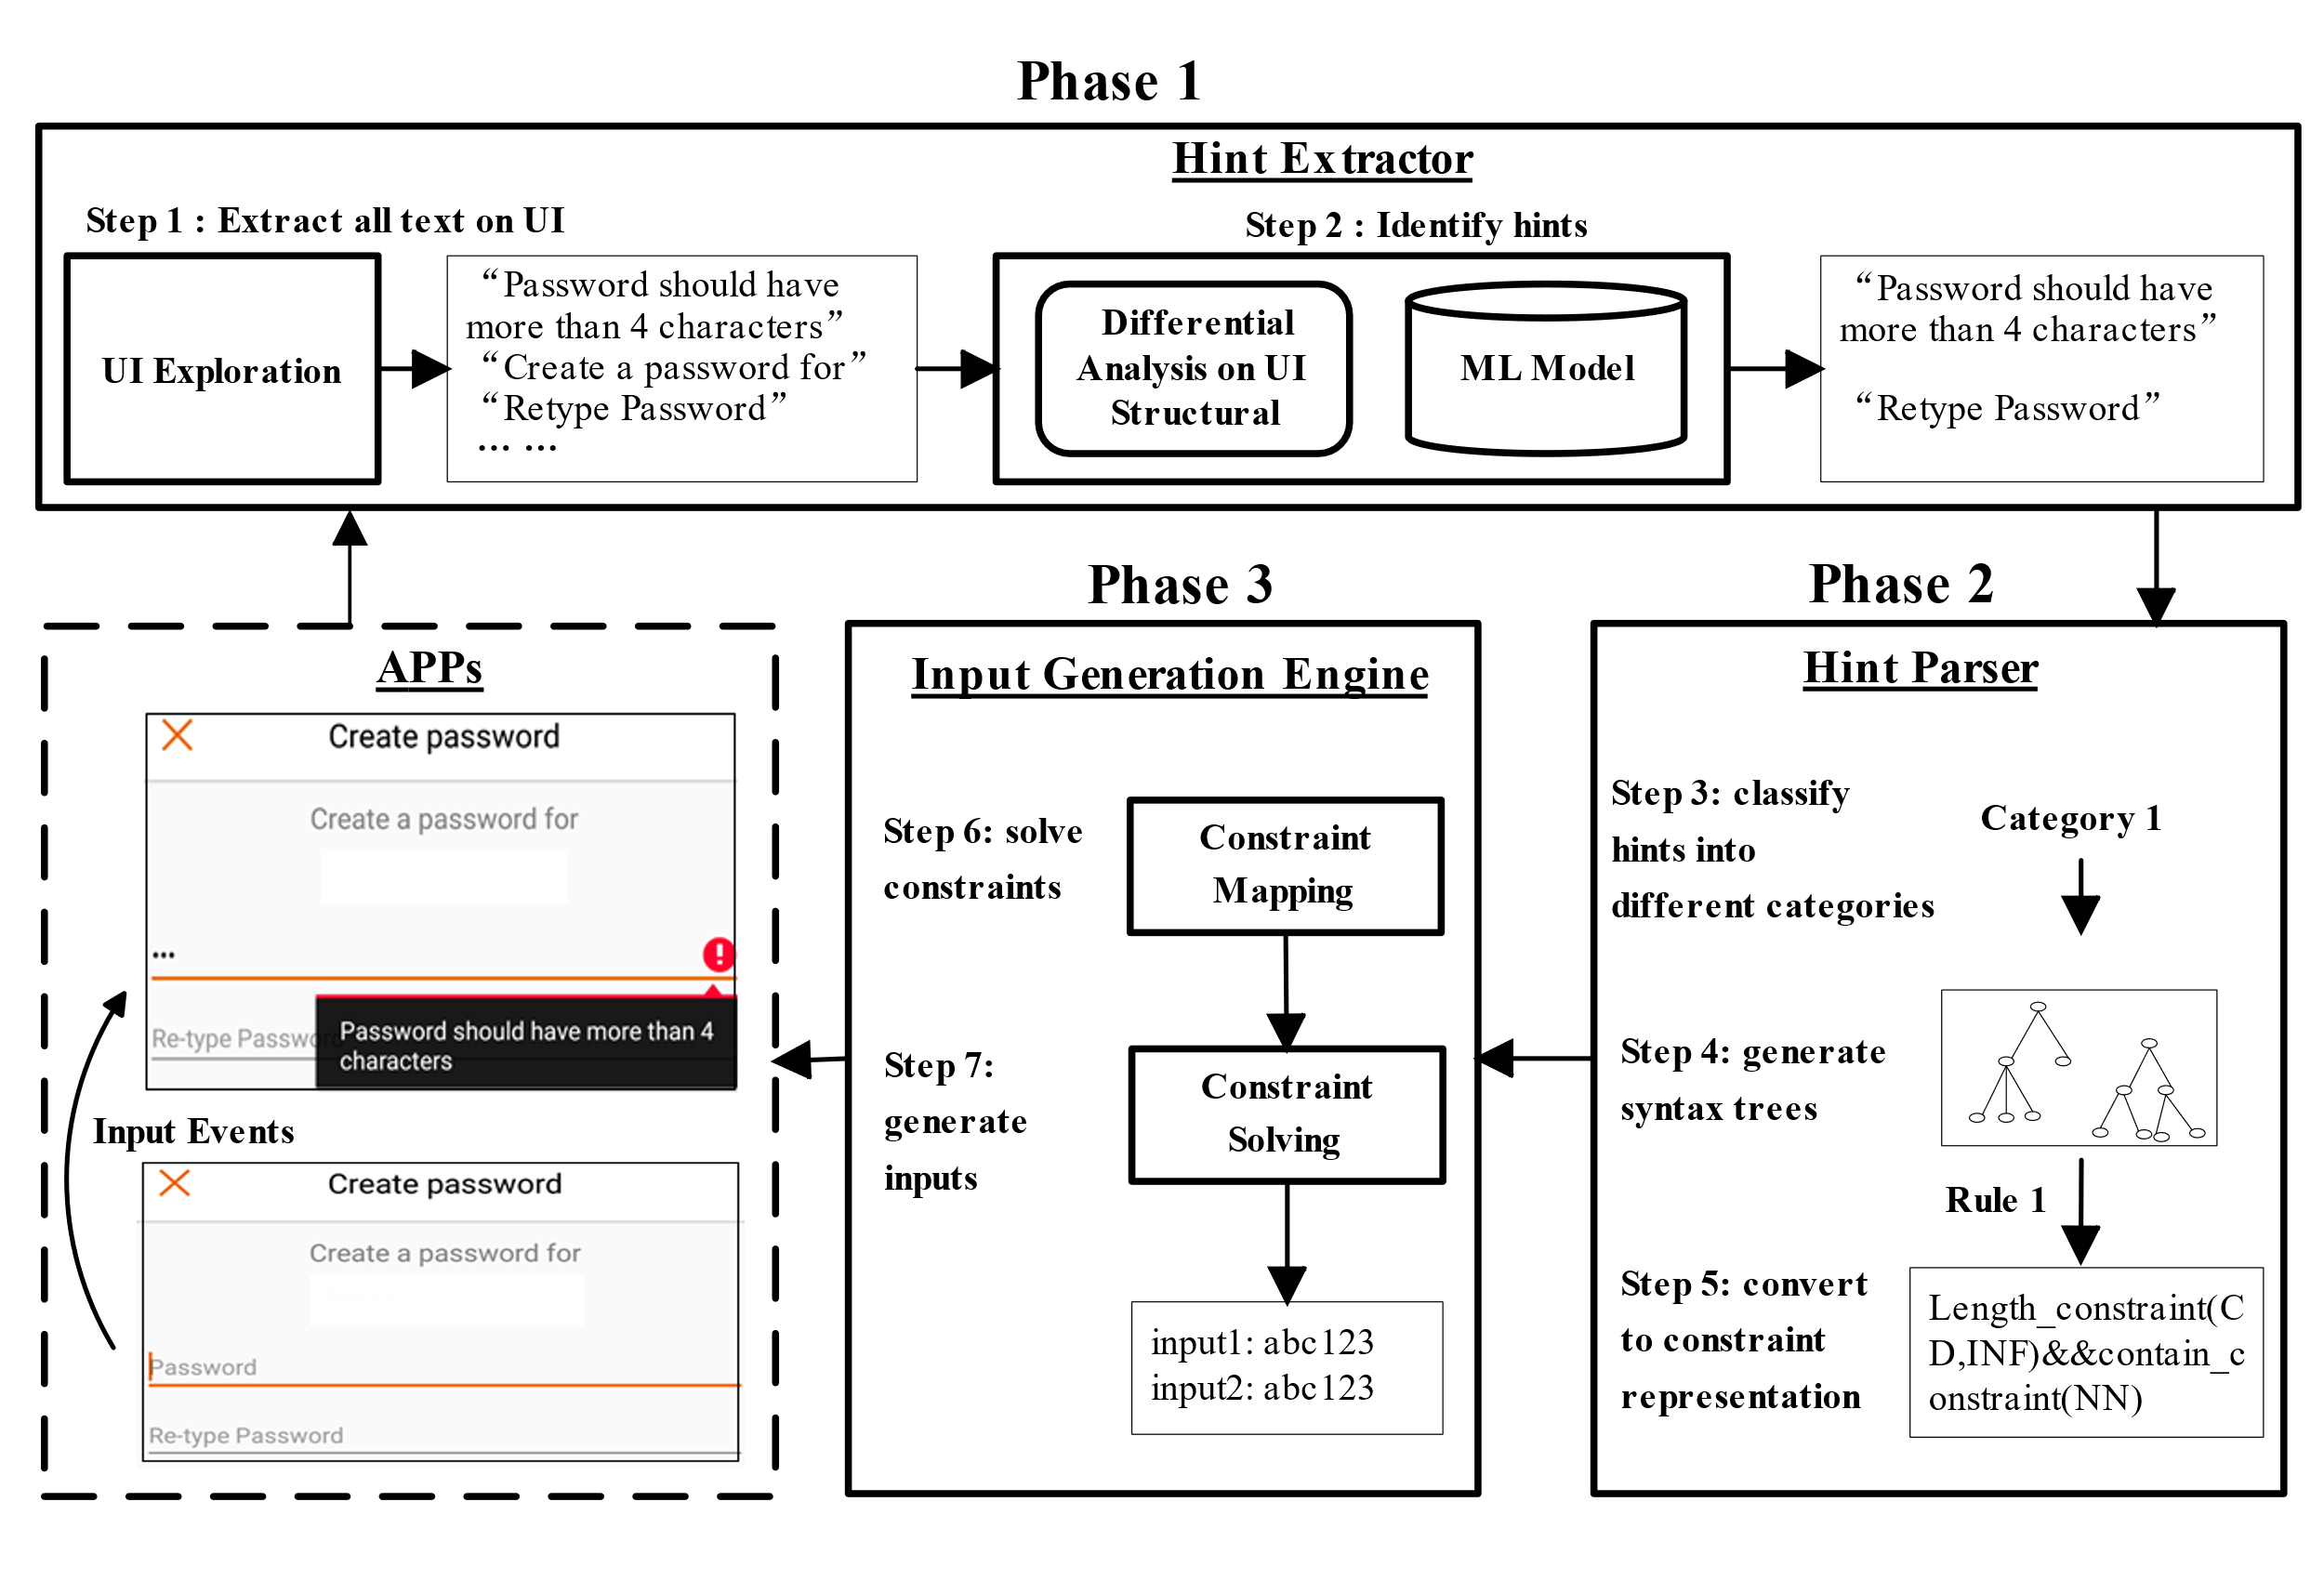 Phase 1
Hint Extractor
Step 1 : Extract all text on UI
Step 2 : Identify hints
UI Exploration
“Password should have
more than 4 characters”
“Create a password for”
“Retype Password”
... ...
Differential
Analysis on UI
Structural
ML Model
“Password should have
more than 4 characters”
“Retype Password”
Phase 3
Phase 2
APPs
Create password
Create a password for
•••
Re-type Passwo
Password should have more than 4
characters
Input Events
Create password
Create a password for
Password
Re-type Password
Input Generation Engine
Step 6: solve
constraints
Constraint
Mapping
Step 7:
generate
inputs
Constraint
Solving
input1: abc123
input2: abc123
Hint Parser
Step 3: classify
hints into
different categories
Category 1
Step 4: generate
syntax trees
Rule 1
Step 5: convert
to constraint
representation
Length_constraint(C
D,INF)&&contain_c
onstraint(NN)